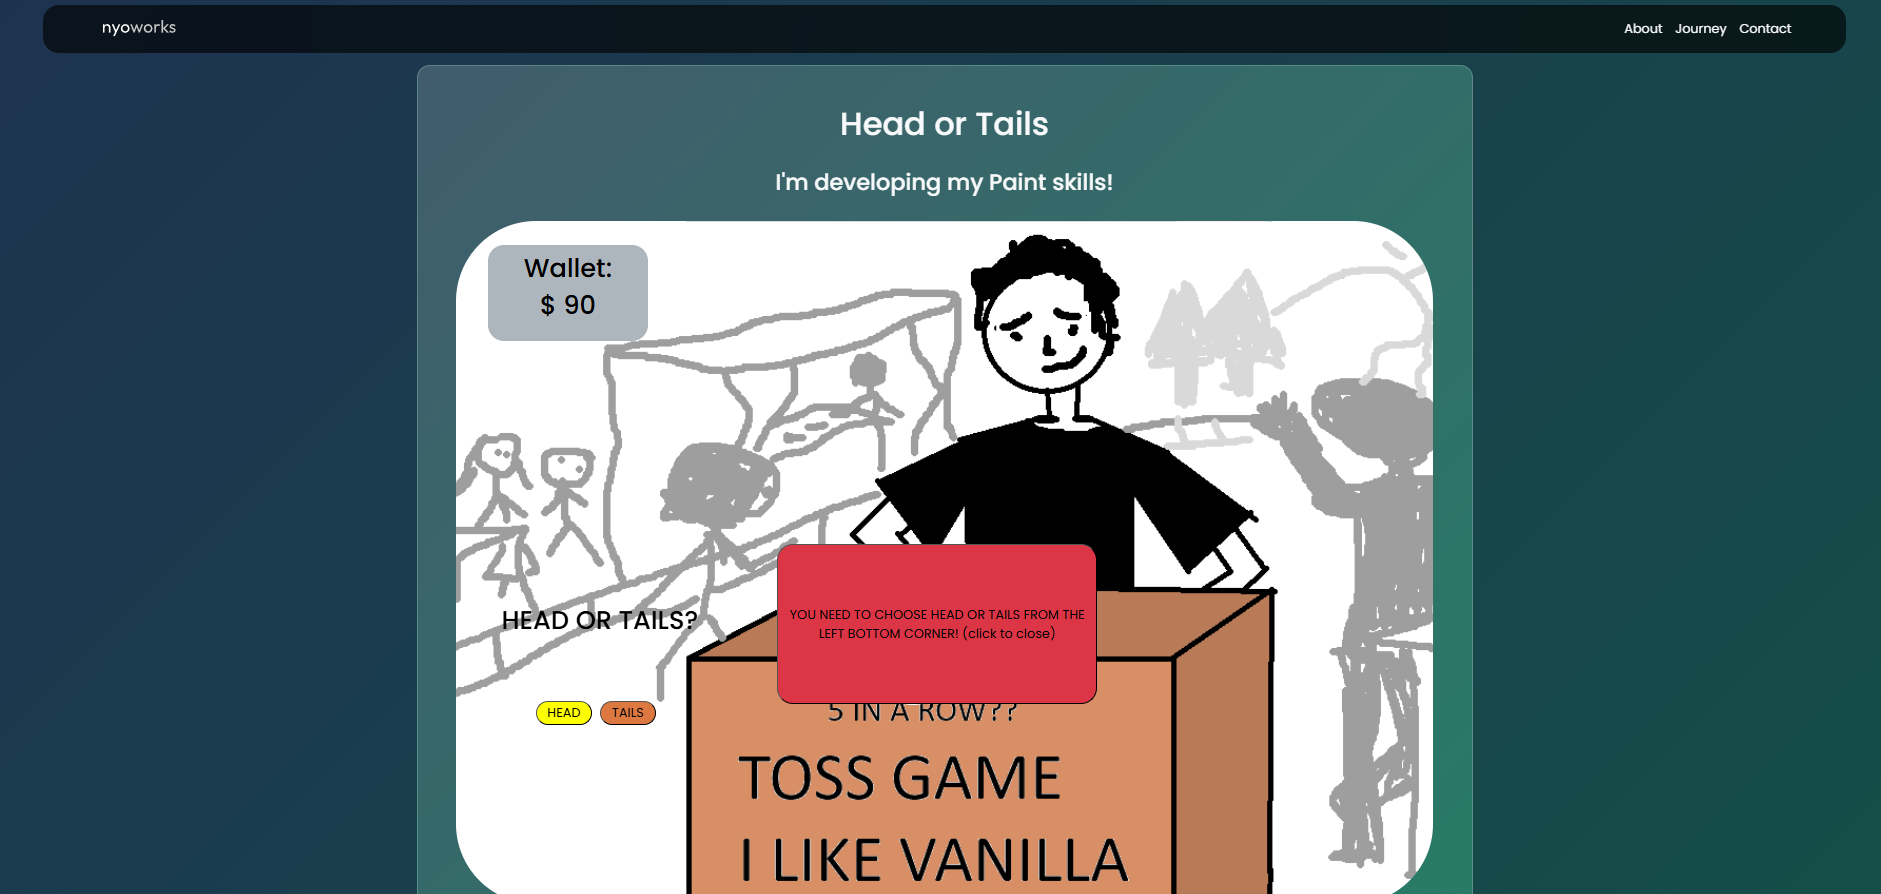 nyoworks
About Journey Contact
Head or Tails
I'm developing my Paint skills!
Wallet:
$ 90
HEAD OR TAILS?
HEAD TAILS
YOU NEED TO CHOOSE HEAD OR TAILS FROM THE
LEFT BOTTOM CORNER! (click to close)
5 IN A ROW??
TOSS GAME
I LIKE VANILLA